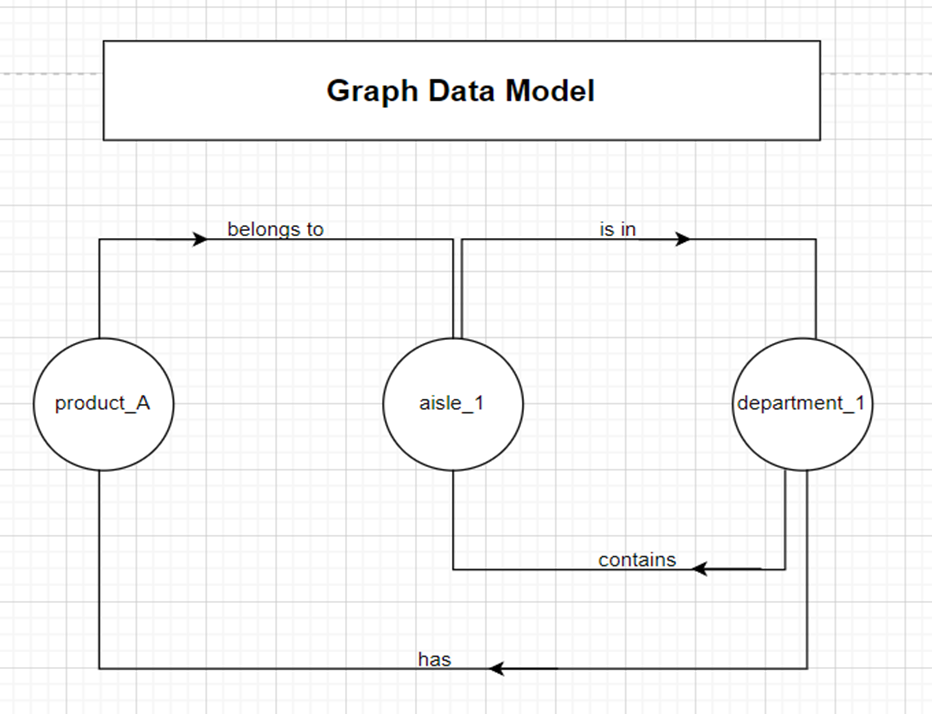 Graph Data Model
belongs to
is in
product_A
aisle_1
department_1
contains
has